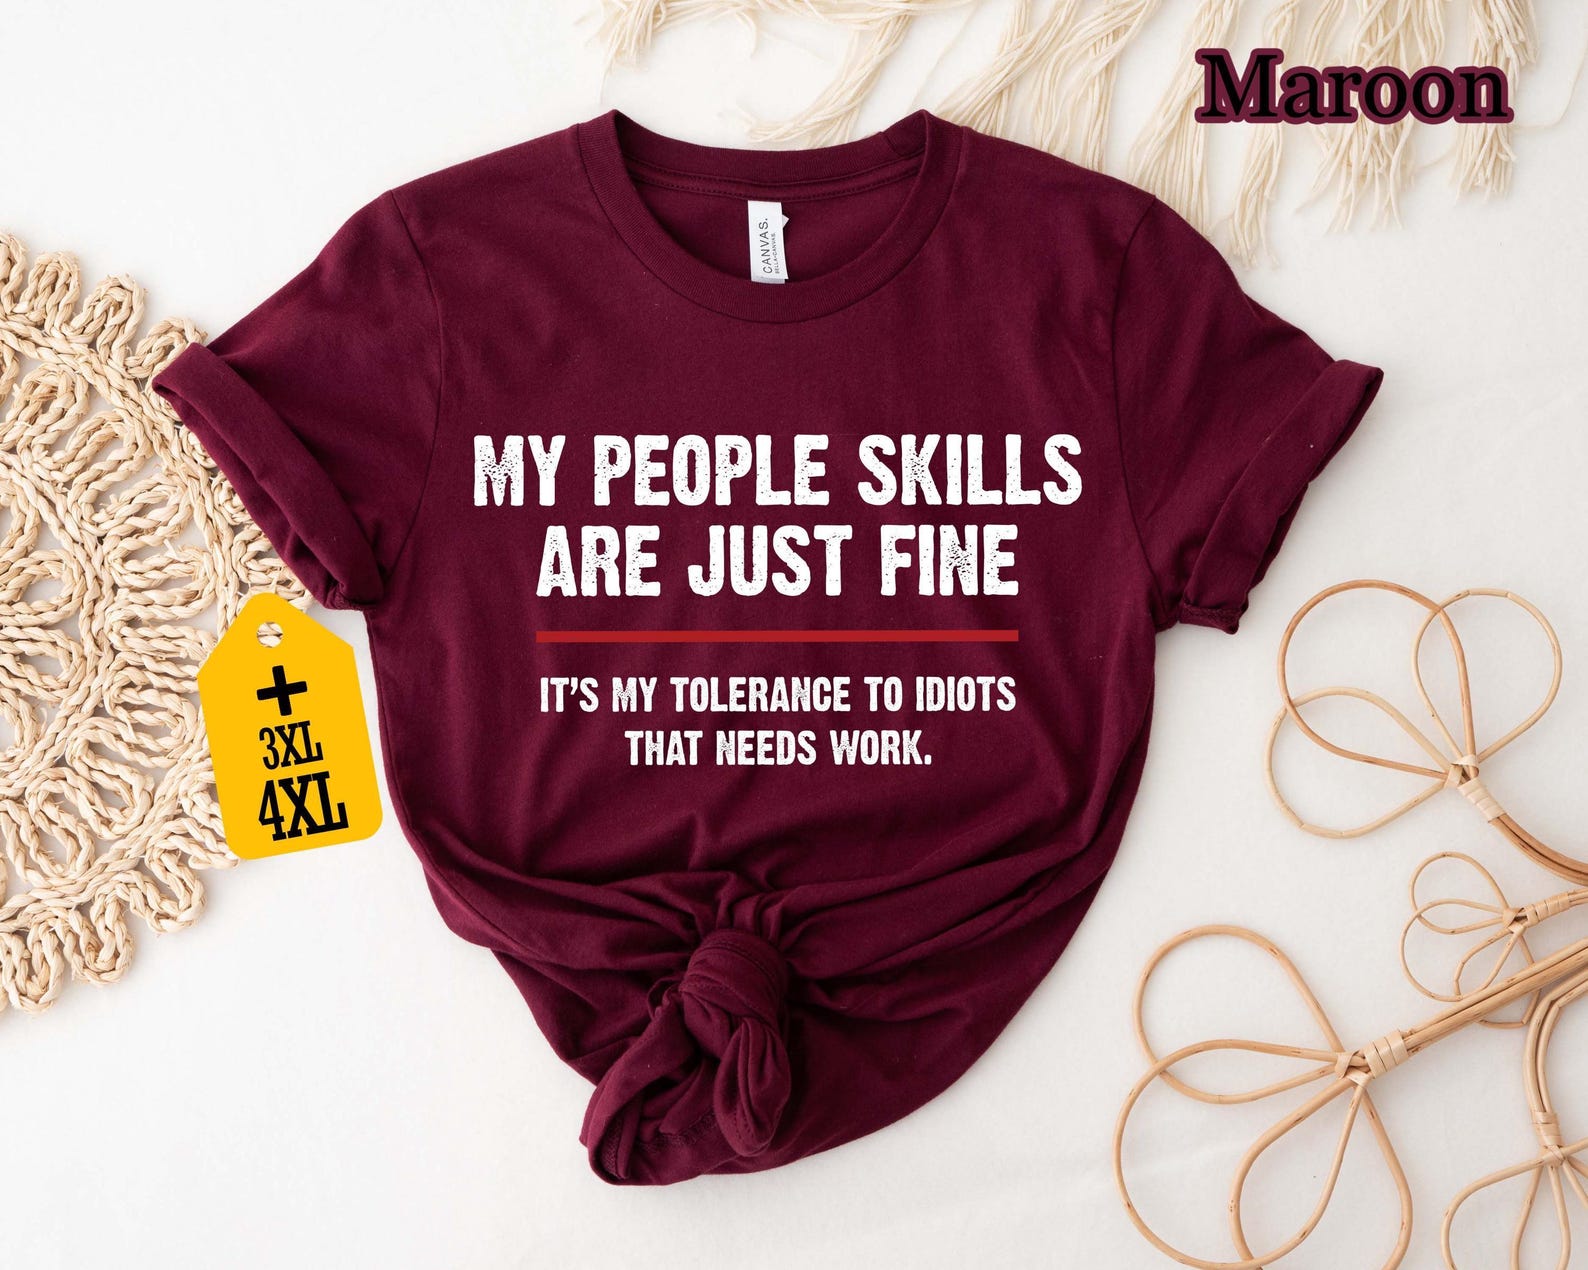 Maroon
CANVAS.
BELLA+CANVAS.
MY PEOPLE SKILLS
ARE JUST FINE
IT'S MY TOLERANCE TO IDIOTS
THAT NEEDS WORK.
+
3XL
4XL